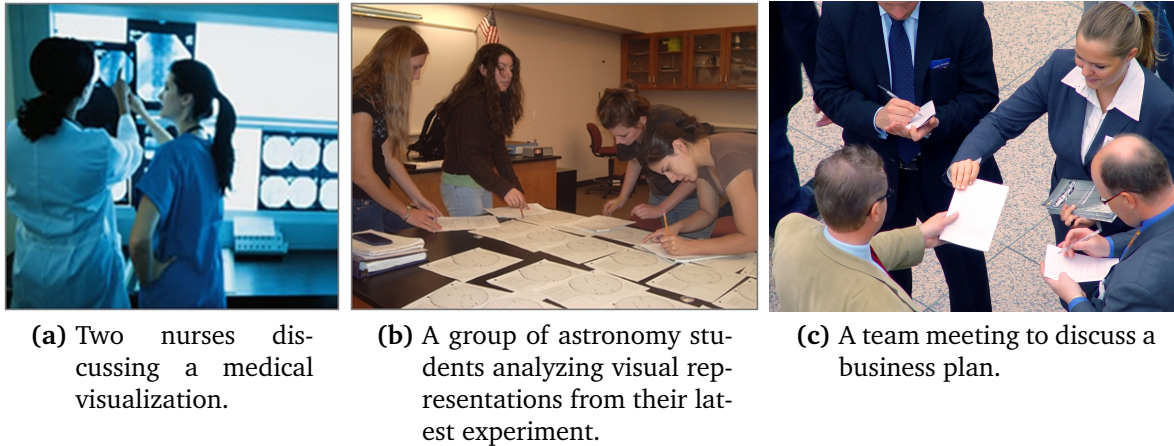 (a) Two nurses dis-
cussing a medical
visualization.
(b) A group of astronomy stu-
dents analyzing visual rep-
resentations from their lat-
est experiment.
(c) A team meeting to discuss a
business plan.